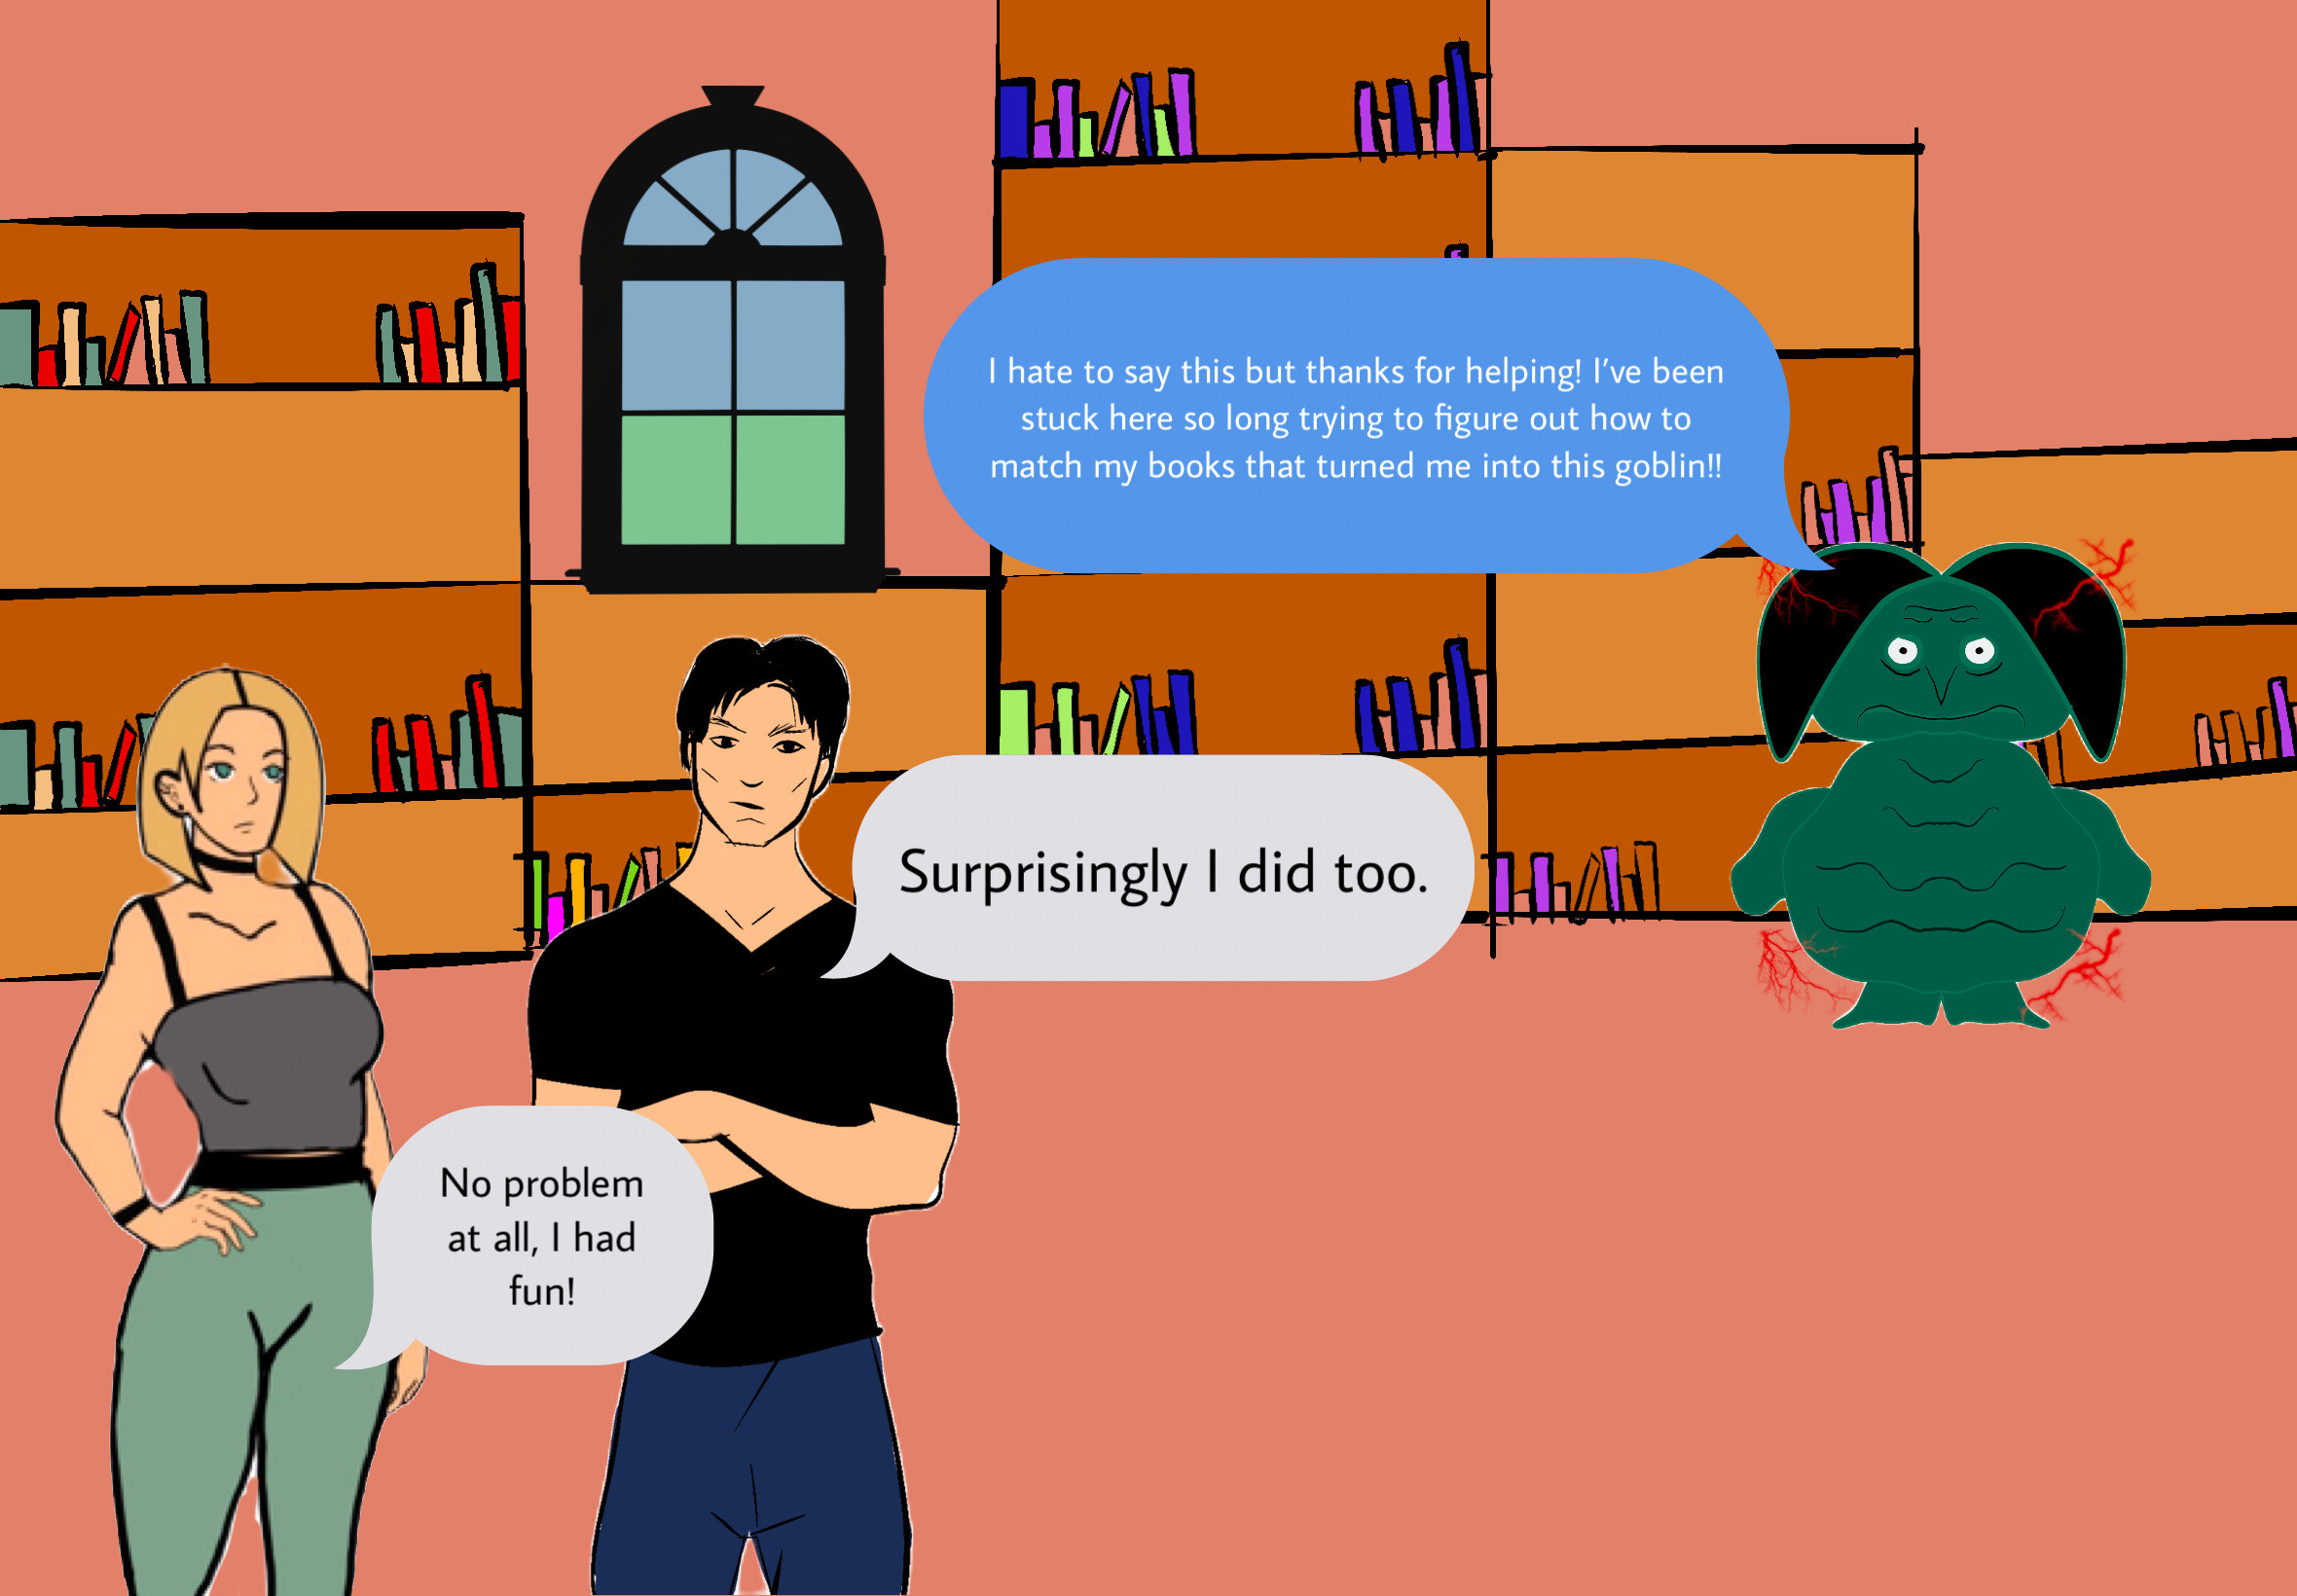 I hate to say this but thanks for helping! I've been
stuck here so long trying to figure out how to
match my books that turned me into this goblin!!
Surprisingly I did too.
No problem
at all, I had
fun!